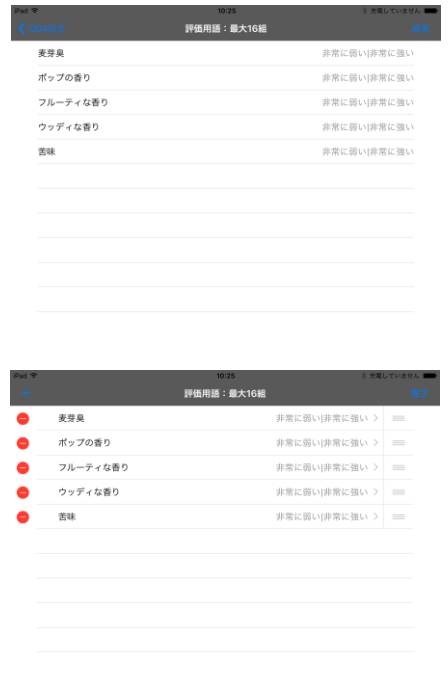 iPad
10:25
充電していません
評価用語：最大16組
編集
麦芽臭 非常に弱い|非常に強い
ポップの香り 非常に弱い|非常に強い
フルーティな香り 非常に弱い|非常に強い
ウッディな香り 非常に弱い|非常に強い
苦味 非常に弱い|非常に強い
iPad
10:25
充電していません
+
評価用語：最大16組
完了
麦芽臭 非常に弱い|非常に強い
ポップの香り 非常に弱い|非常に強い
フルーティな香り 非常に弱い|非常に強い
ウッディな香り 非常に弱い|非常に強い
苦味 非常に弱い|非常に強い